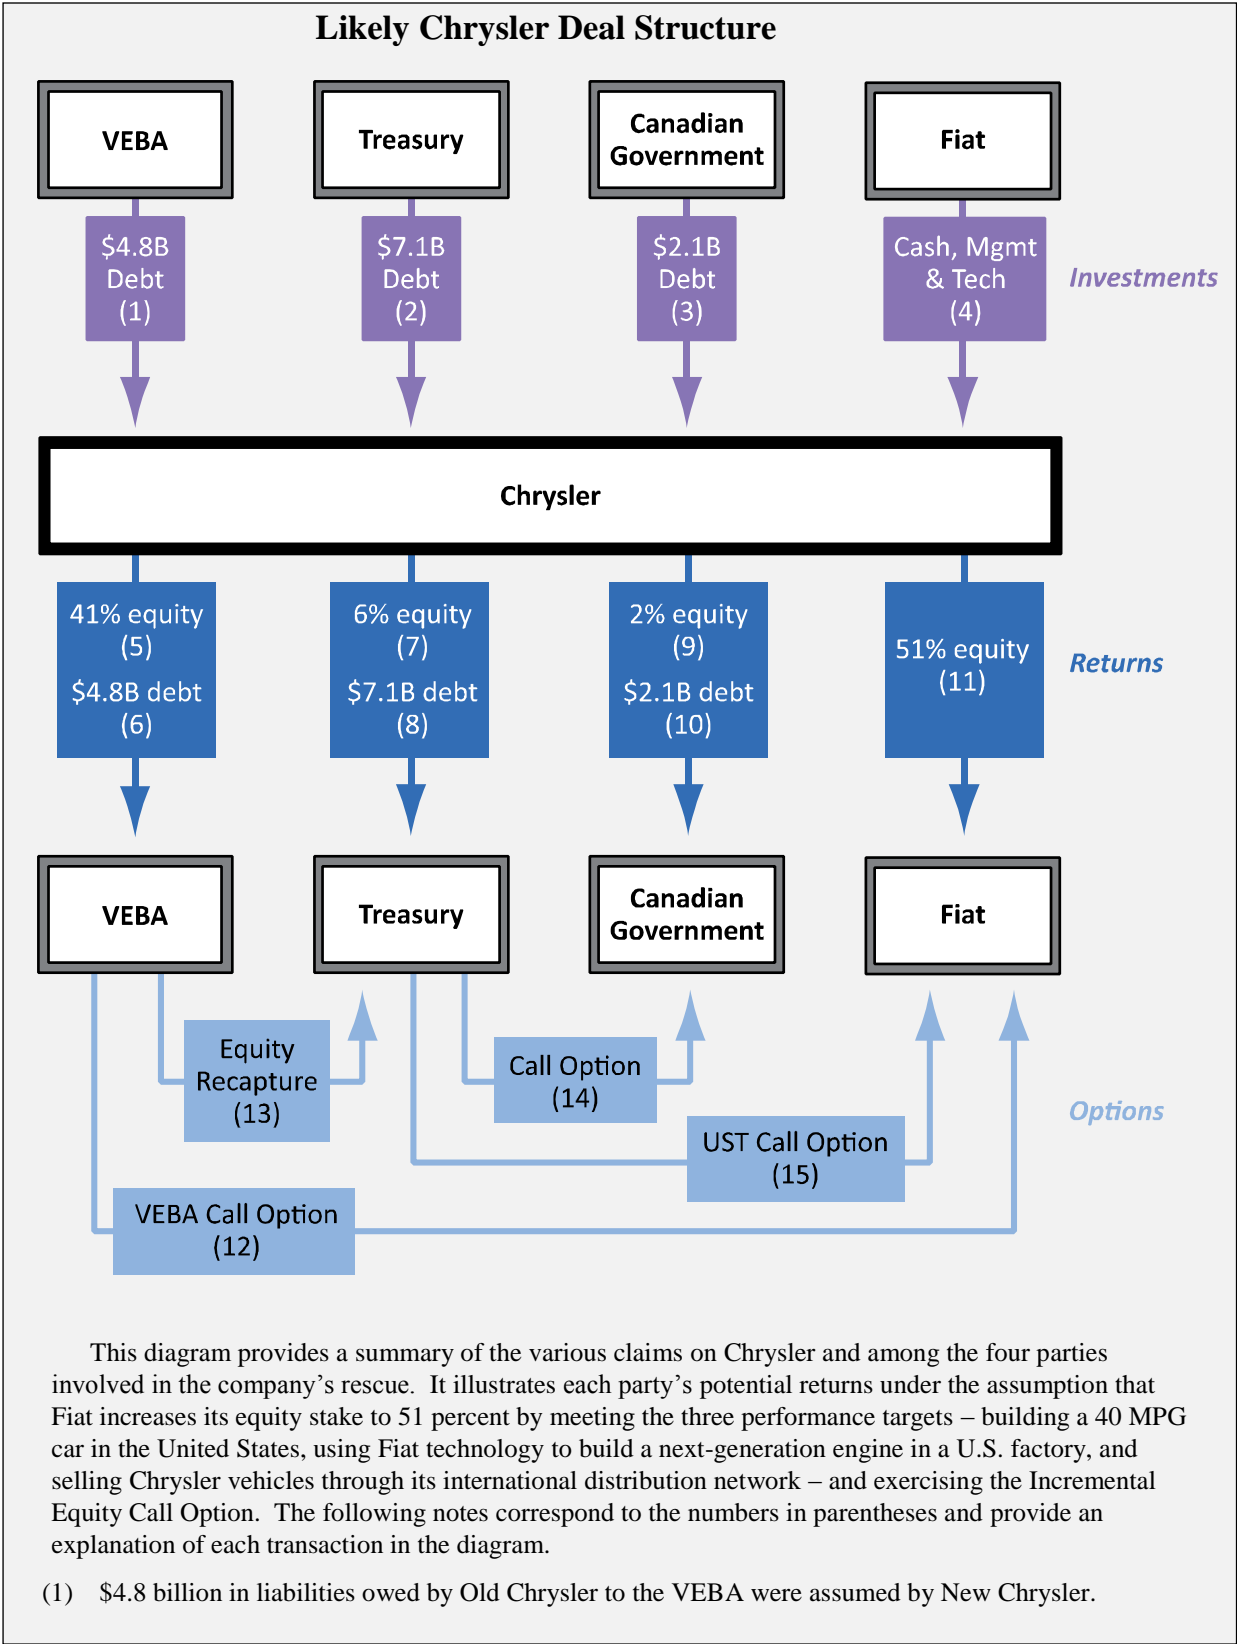 Likely Chrysler Deal Structure
VEBA
Treasury
Canadian
Government
Fiat
$4.8B
Debt
(1)
$7.1B
Debt
(2)
$2.1B
Debt
(3)
Cash, Mgmt
& Tech
(4)
Investments
Chrysler
41% equity
(5)
$4.8B debt
(6)
6% equity
(7)
$7.1B debt
(8)
2% equity
(9)
$2.1B debt
(10)
51% equity
(11)
Returns
VEBA
Treasury
Canadian
Government
Fiat
Equity
Recapture
(13)
Call Option
(14)
UST Call Option
(15)
VEBA Call Option
(12)
Options
This diagram provides a summary of the various claims on Chrysler and among the four parties
involved in the company’s rescue. It illustrates each party’s potential returns under the assumption that
Fiat increases its equity stake to 51 percent by meeting the three performance targets – building a 40 MPG
car in the United States, using Fiat technology to build a next-generation engine in a U.S. factory, and
selling Chrysler vehicles through its international distribution network – and exercising the Incremental
Equity Call Option. The following notes correspond to the numbers in parentheses and provide an
explanation of each transaction in the diagram.
(1) $4.8 billion in liabilities owed by Old Chrysler to the VEBA were assumed by New Chrysler.